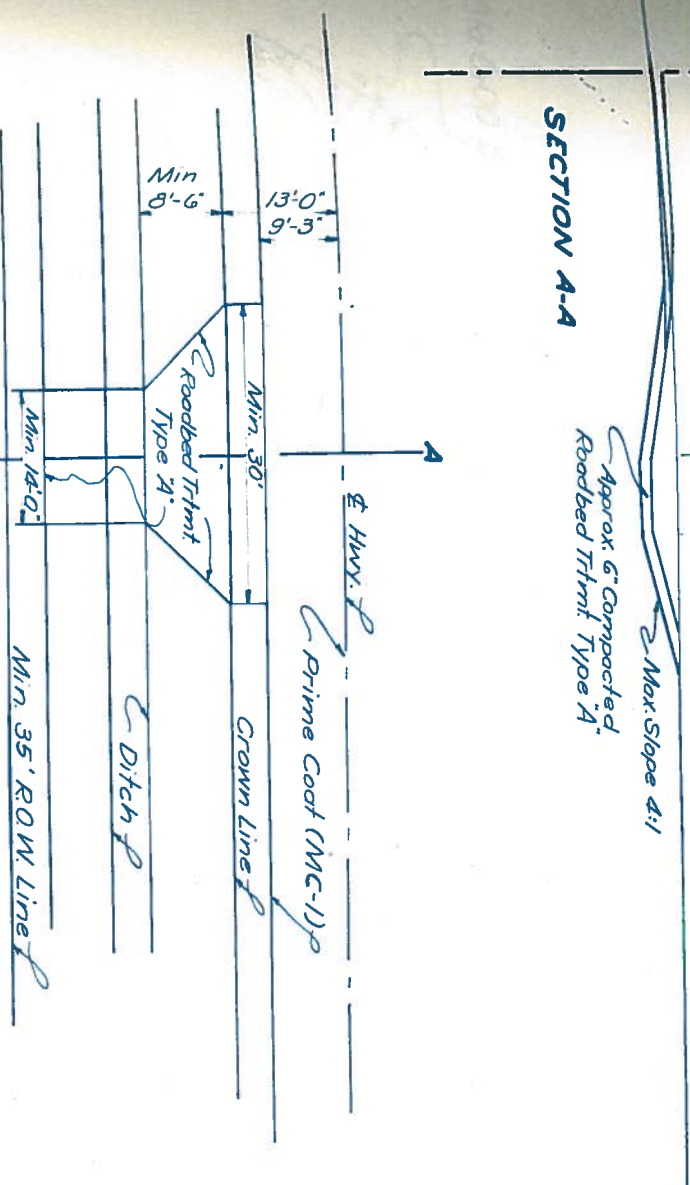 SECTION A-A
Max. Slope 4:1
Approx. 6" Compacted
Roadbed Trtmt. Type "A"
A
Min
8'-6"
13'-0"
9'-3"
Min. 30'
Roadbed Trtmt.
Type "A"
Min. 14'-0"
℄ Hwy.
Prime Coat (MC-1)
Crown Line
Ditch
Min. 35' R.O.W. Line